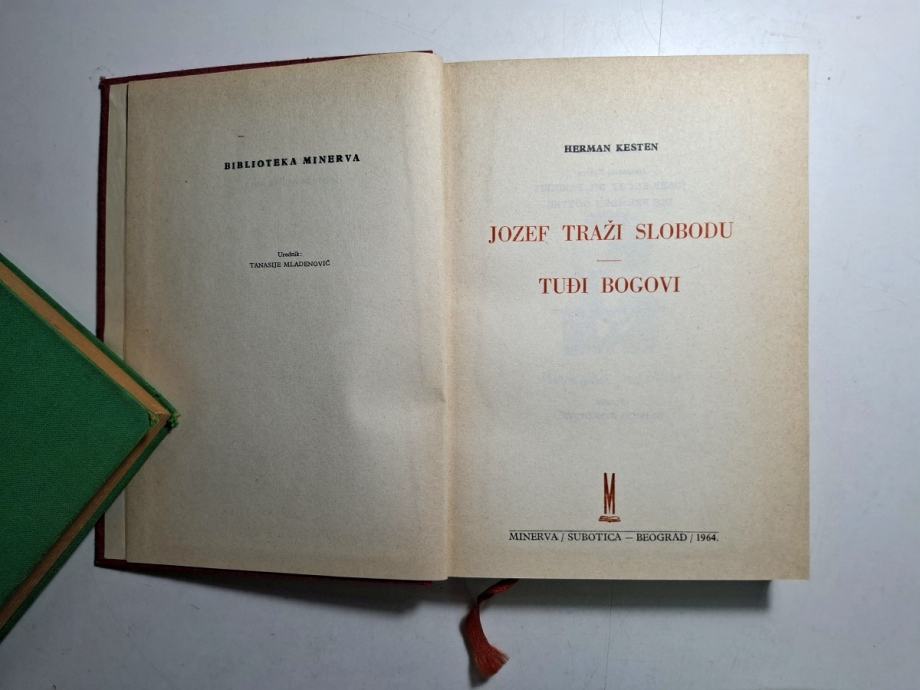 BIBLIOTEKA MINERVA
Urednik:
TANASIJE MLADENOVIĆ
HERMAN KESTEN
JOZEF TRAŽI SLOBODU
TUĐI BOGOVI
M
MINERVA / SUBOTICA — BEOGRAD / 1964.